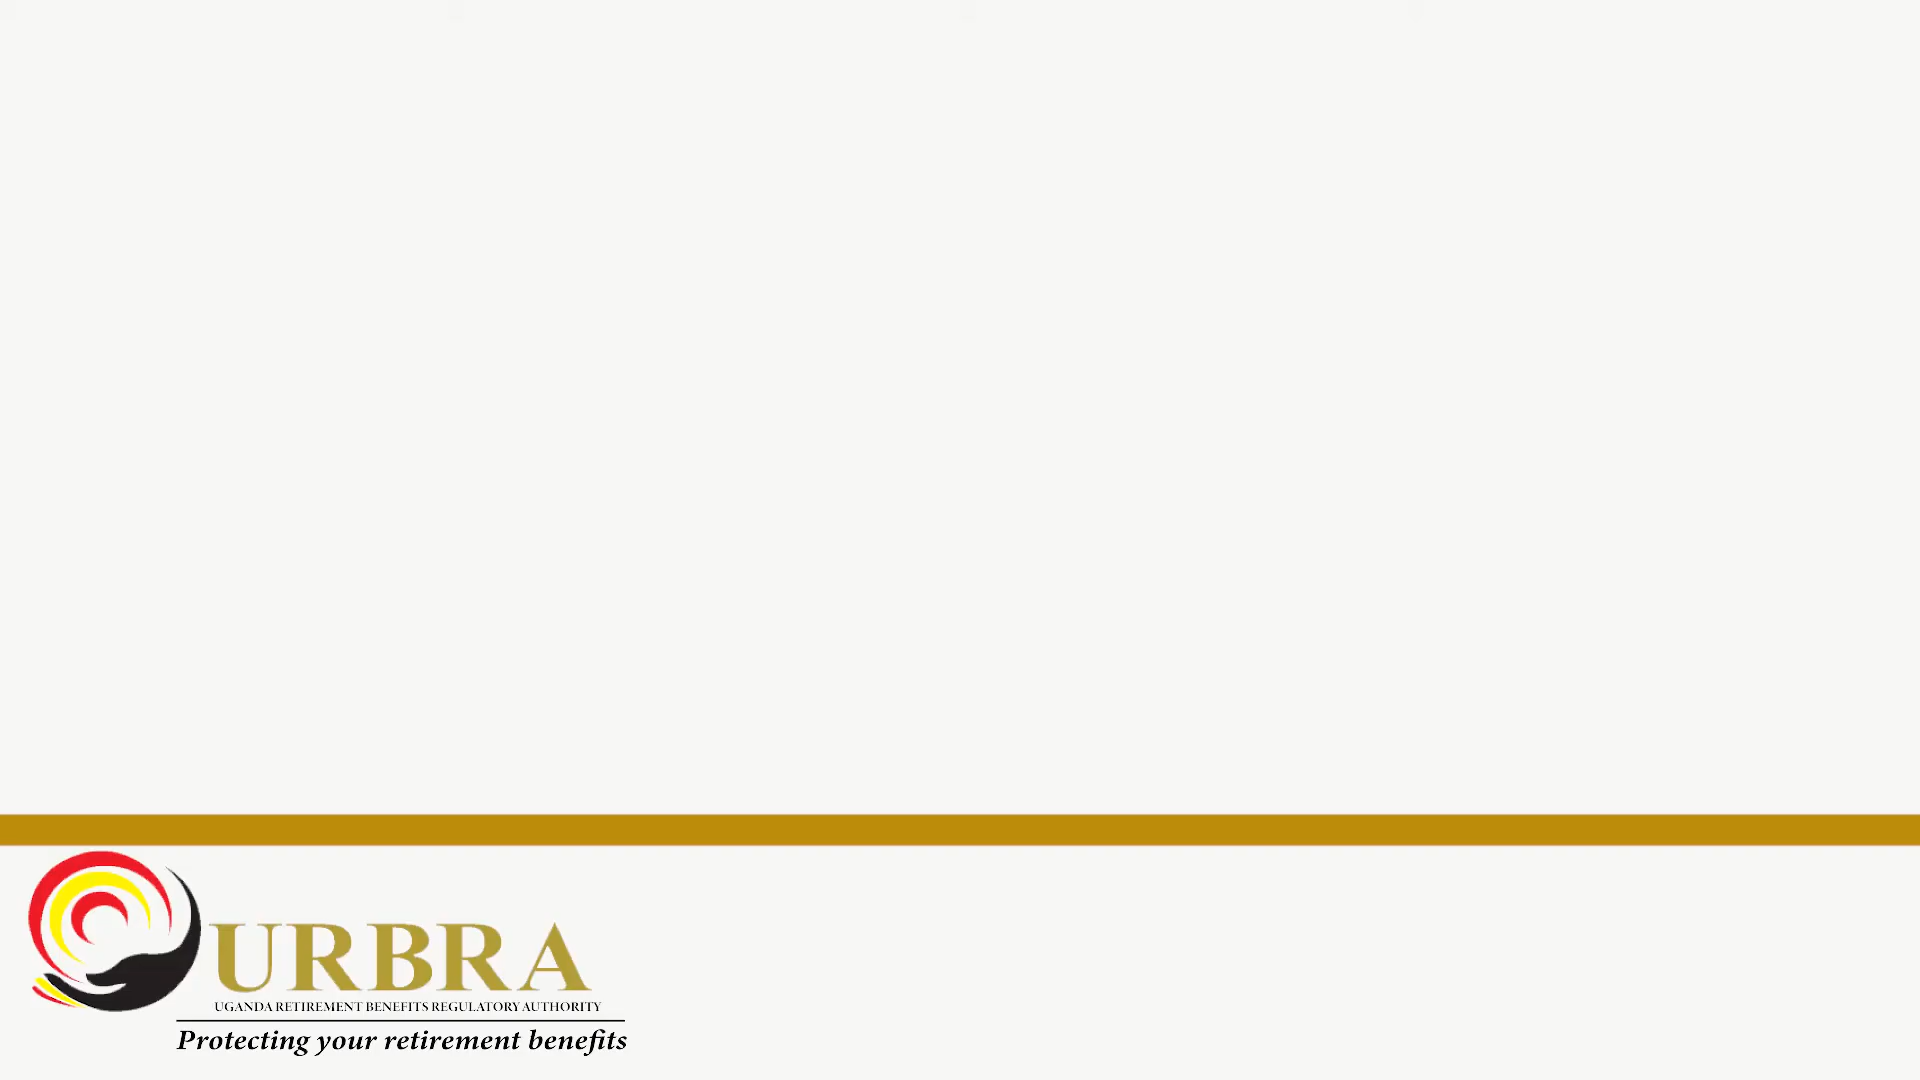 URBRA
UGANDA RETIREMENT BENEFITS REGULATORY AUTHORITY
Protecting your retirement benefits